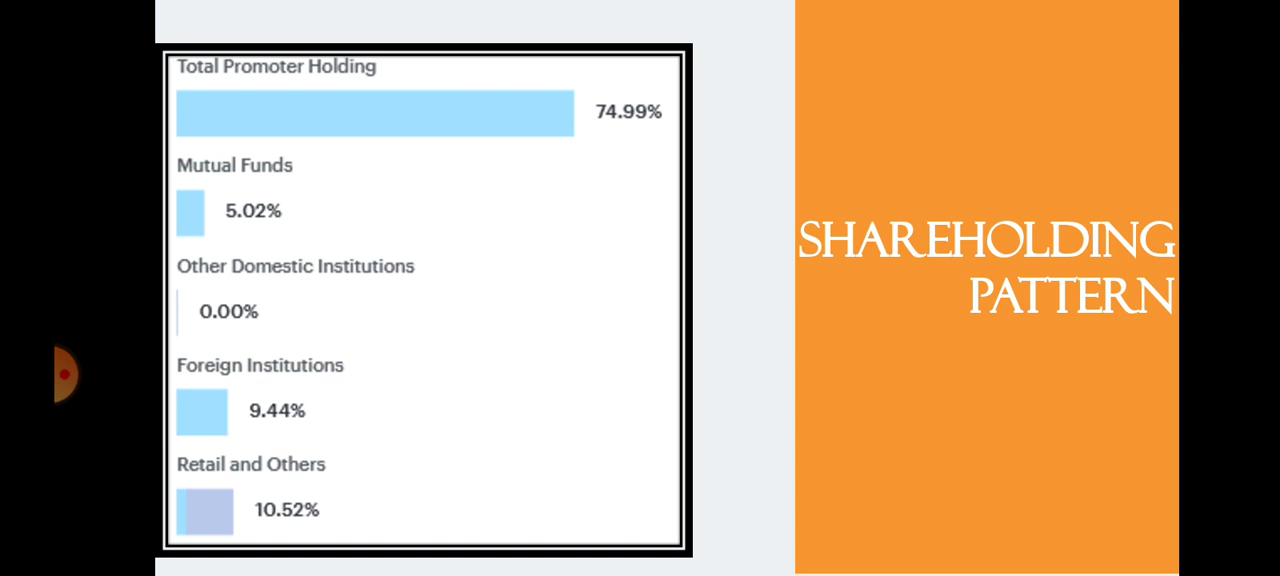 Total Promoter Holding
74.99%
Mutual Funds
5.02%
Other Domestic Institutions
0.00%
Foreign Institutions
9.44%
Retail and Others
10.52%
SHAREHOLDING
PATTERN